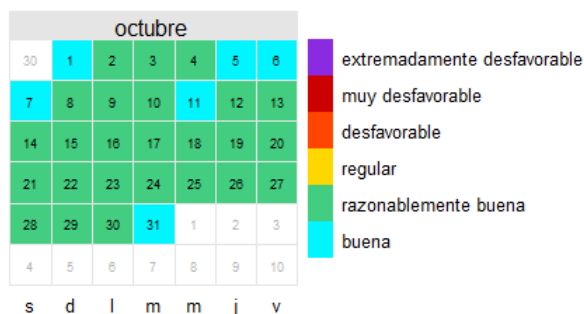 octubre
30 1 2 3 4 5 6
7 8 9 10 11 12 13
14 15 16 17 18 19 20
21 22 23 24 25 26 27
28 29 30 31 1 2 3
4 5 6 7 8 9 10
s d l m m j v
extremadamente desfavorable
muy desfavorable
desfavorable
regular
razonablemente buena
buena